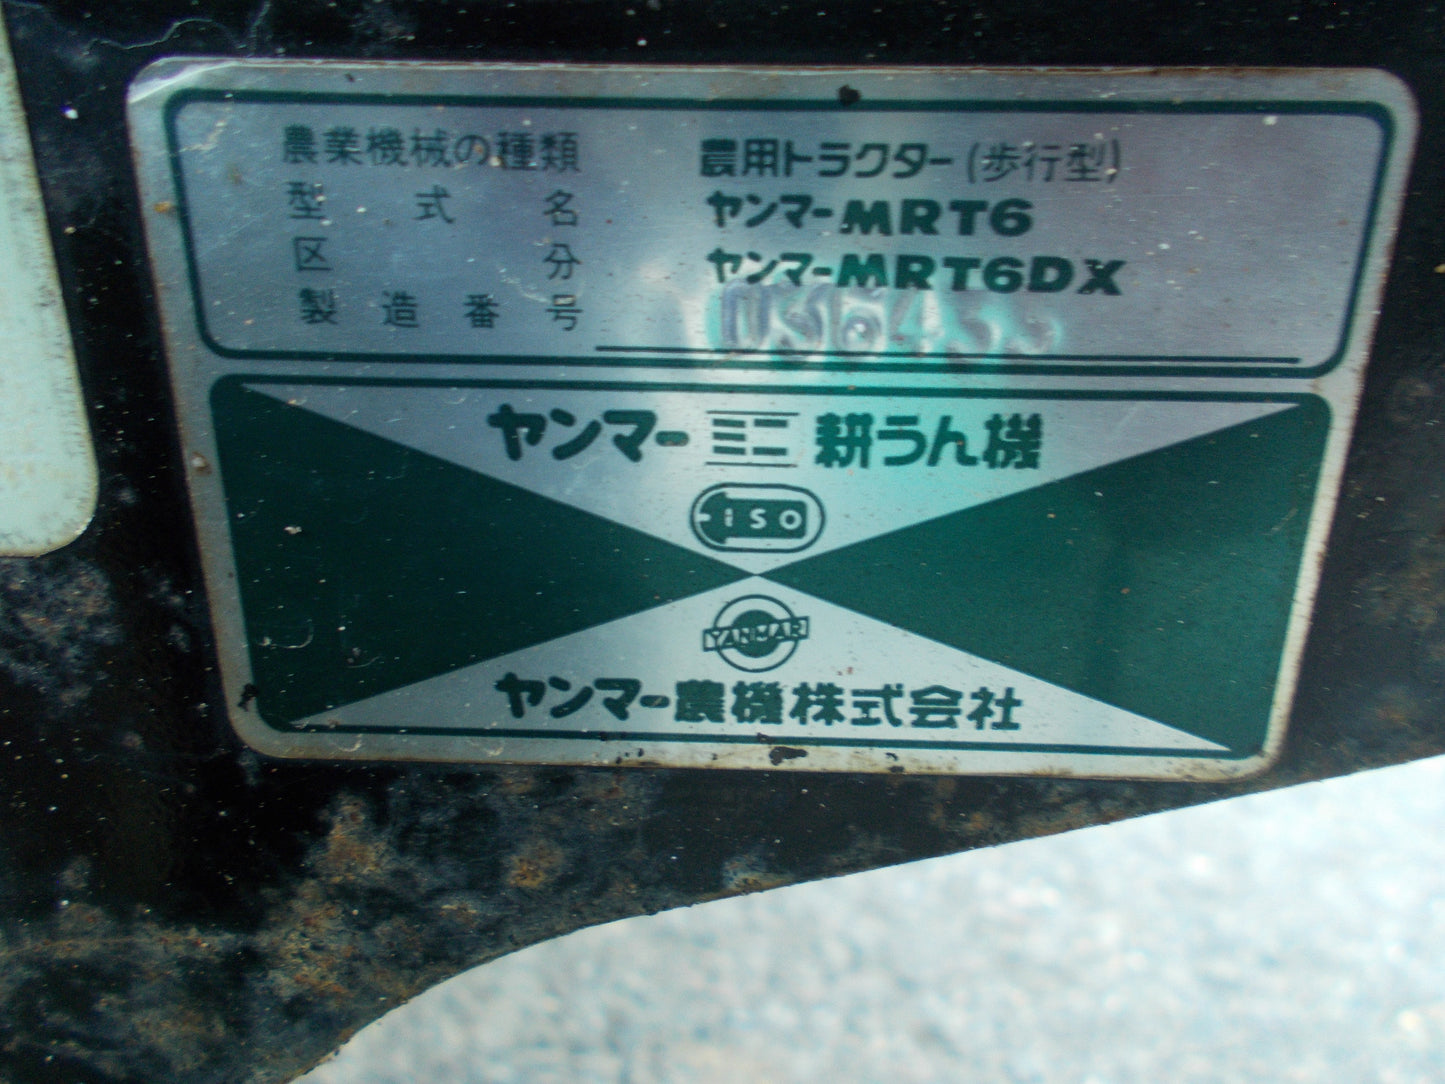 農業機械の種類 農用トラクター(歩行型)
型式名 ヤンマーMRT6
区分 ヤンマーMRT6DX
製造番号
ヤンマーミニ耕うん機
ISO
YANMAR
ヤンマー農機株式会社